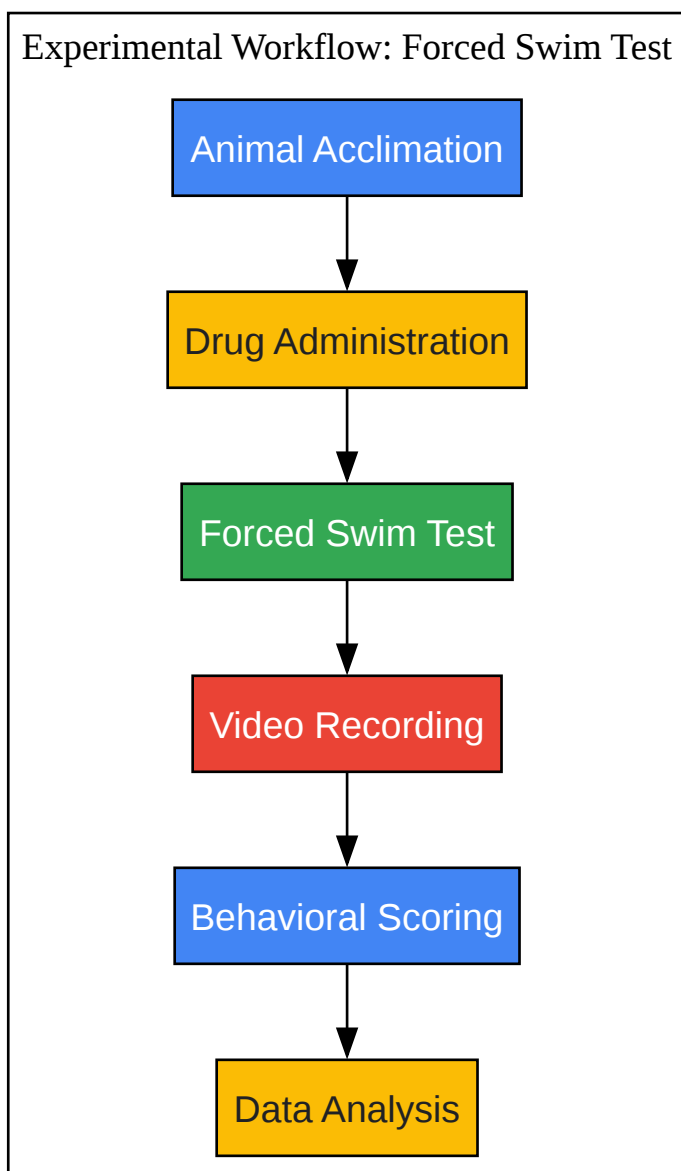 Experimental Workflow: Forced Swim Test
Animal Acclimation
Drug Administration
Forced Swim Test
Video Recording
Behavioral Scoring
Data Analysis